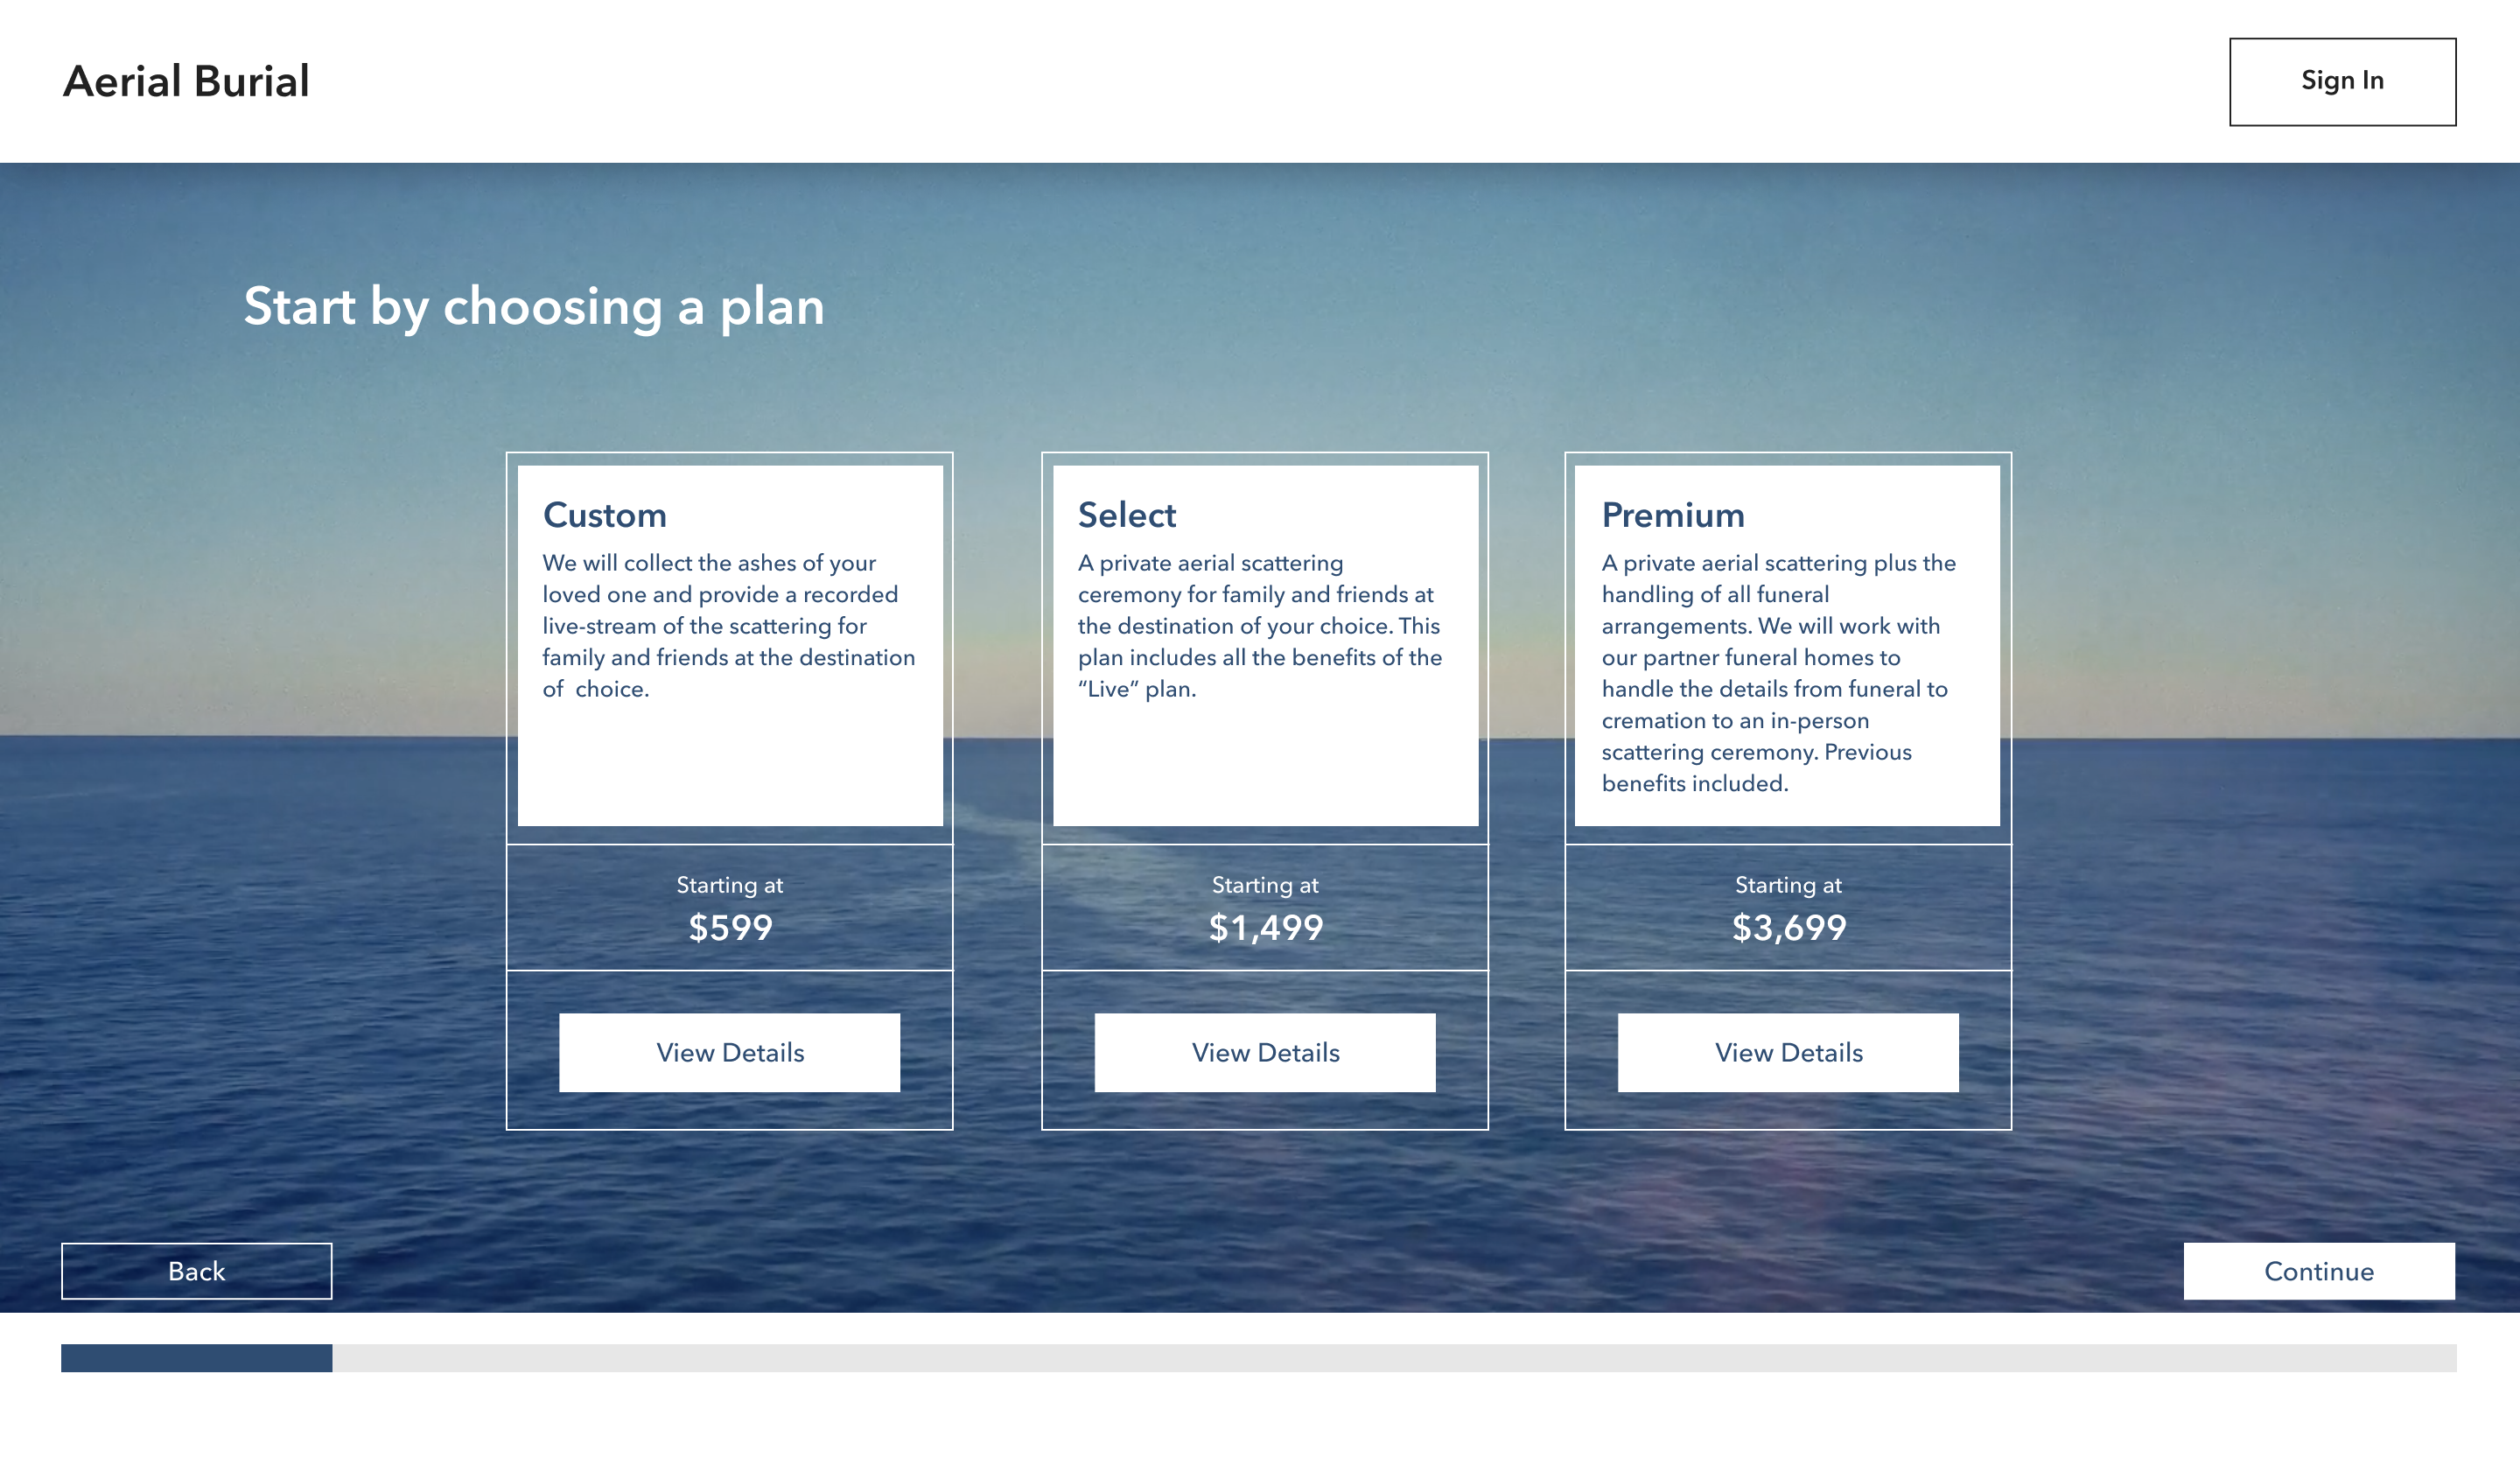 Aerial Burial
Sign In
Start by choosing a plan
Custom
We will collect the ashes of your
loved one and provide a recorded
live-stream of the scattering for
family and friends at the destination
of  choice.
Starting at
$599
View Details
Select
A private aerial scattering
ceremony for family and friends at
the destination of your choice. This
plan includes all the benefits of the
“Live” plan.
Starting at
$1,499
View Details
Premium
A private aerial scattering plus the
handling of all funeral
arrangements. We will work with
our partner funeral homes to
handle the details from funeral to
cremation to an in-person
scattering ceremony. Previous
benefits included.
Starting at
$3,699
View Details
Back
Continue